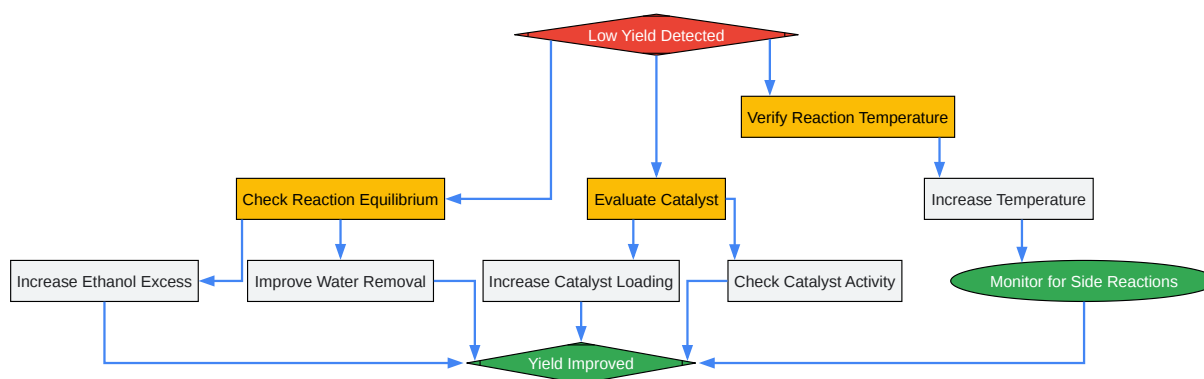 Low Yield Detected
Verify Reaction Temperature
Check Reaction Equilibrium
Evaluate Catalyst
Increase Temperature
Increase Ethanol Excess
Improve Water Removal
Increase Catalyst Loading
Check Catalyst Activity
Monitor for Side Reactions
Yield Improved